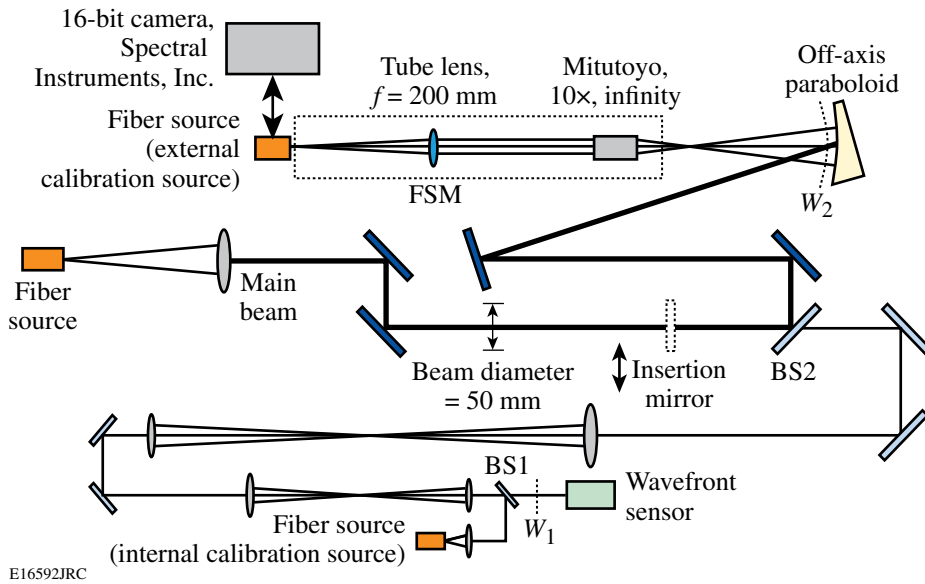 16-bit camera,
Spectral
Instruments, Inc.
Tube lens,
f = 200 mm
Mitutoyo,
10×, infinity
Off-axis
paraboloid
Fiber source
(external
calibration source)
FSM
W2
Fiber
source
Main
beam
Beam diameter
= 50 mm
Insertion
mirror
BS2
BS1
Wavefront
sensor
W1
Fiber source
(internal calibration source)
E16592JRC